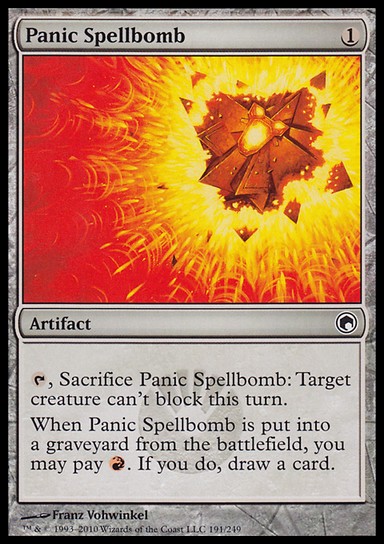 Panic Spellbomb 1
Artifact
, Sacrifice Panic Spellbomb: Target
creature can't block this turn.
When Panic Spellbomb is put into
a graveyard from the battlefield, you
may pay . If you do, draw a card.
Franz Vohwinkel
™ & © 1993–2010 Wizards of the Coast LLC 191/249